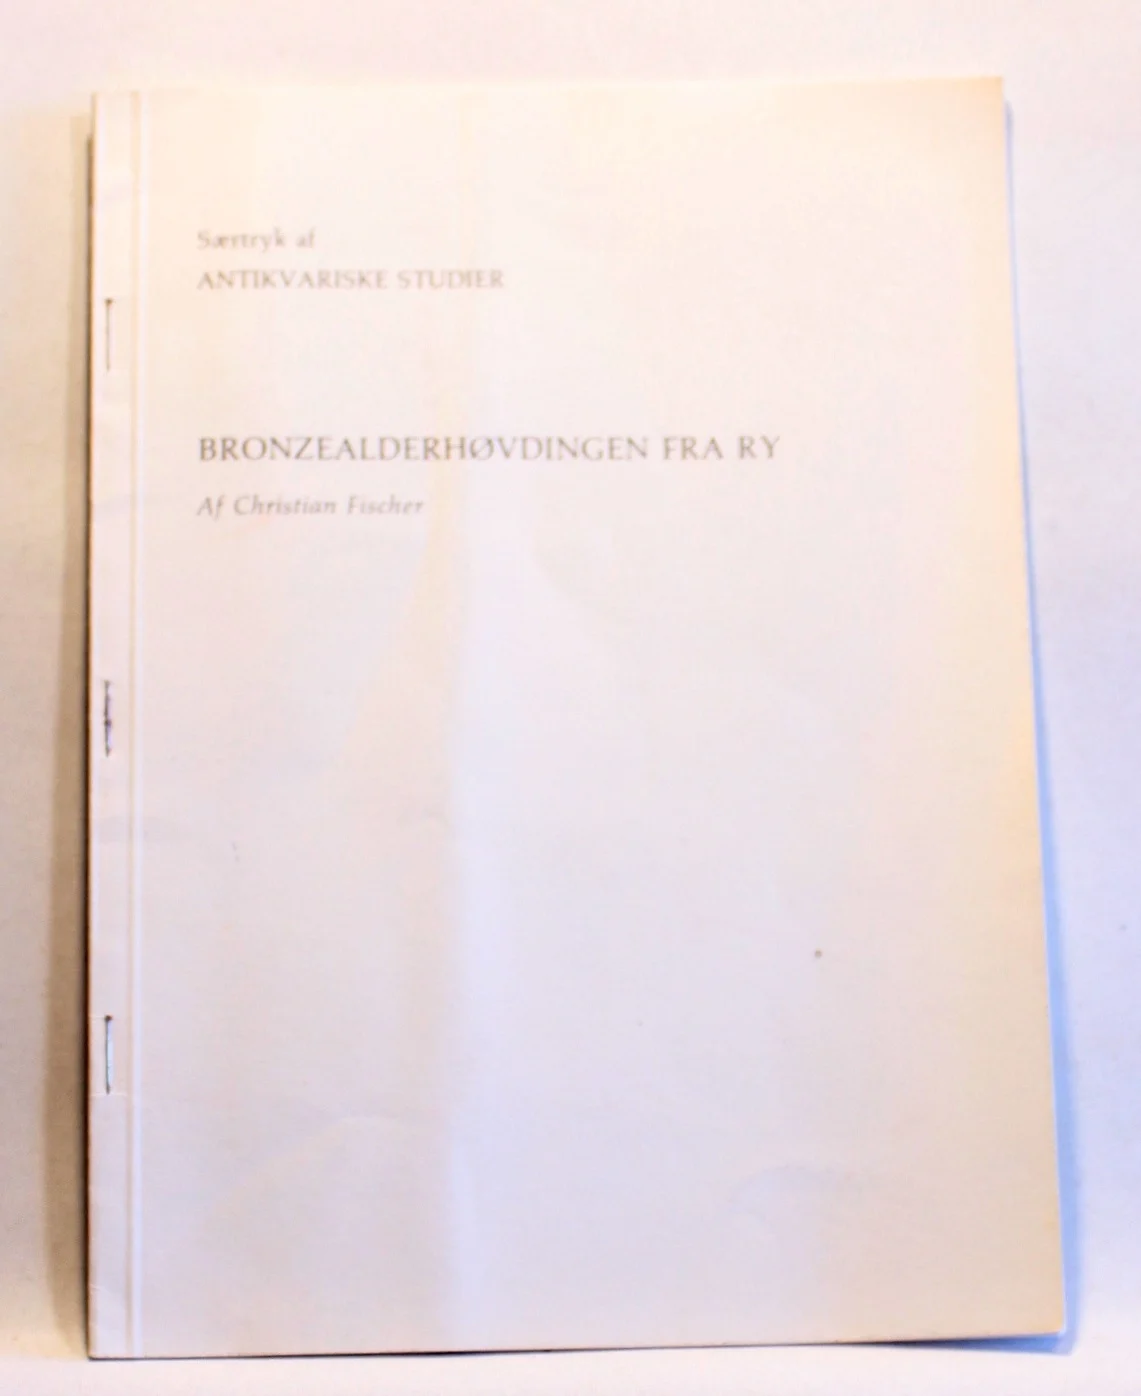 Særtryk af
ANTIKVARISKE STUDIER
BRONZEALDERHØVDINGEN FRA RY
Af Christian Fischer